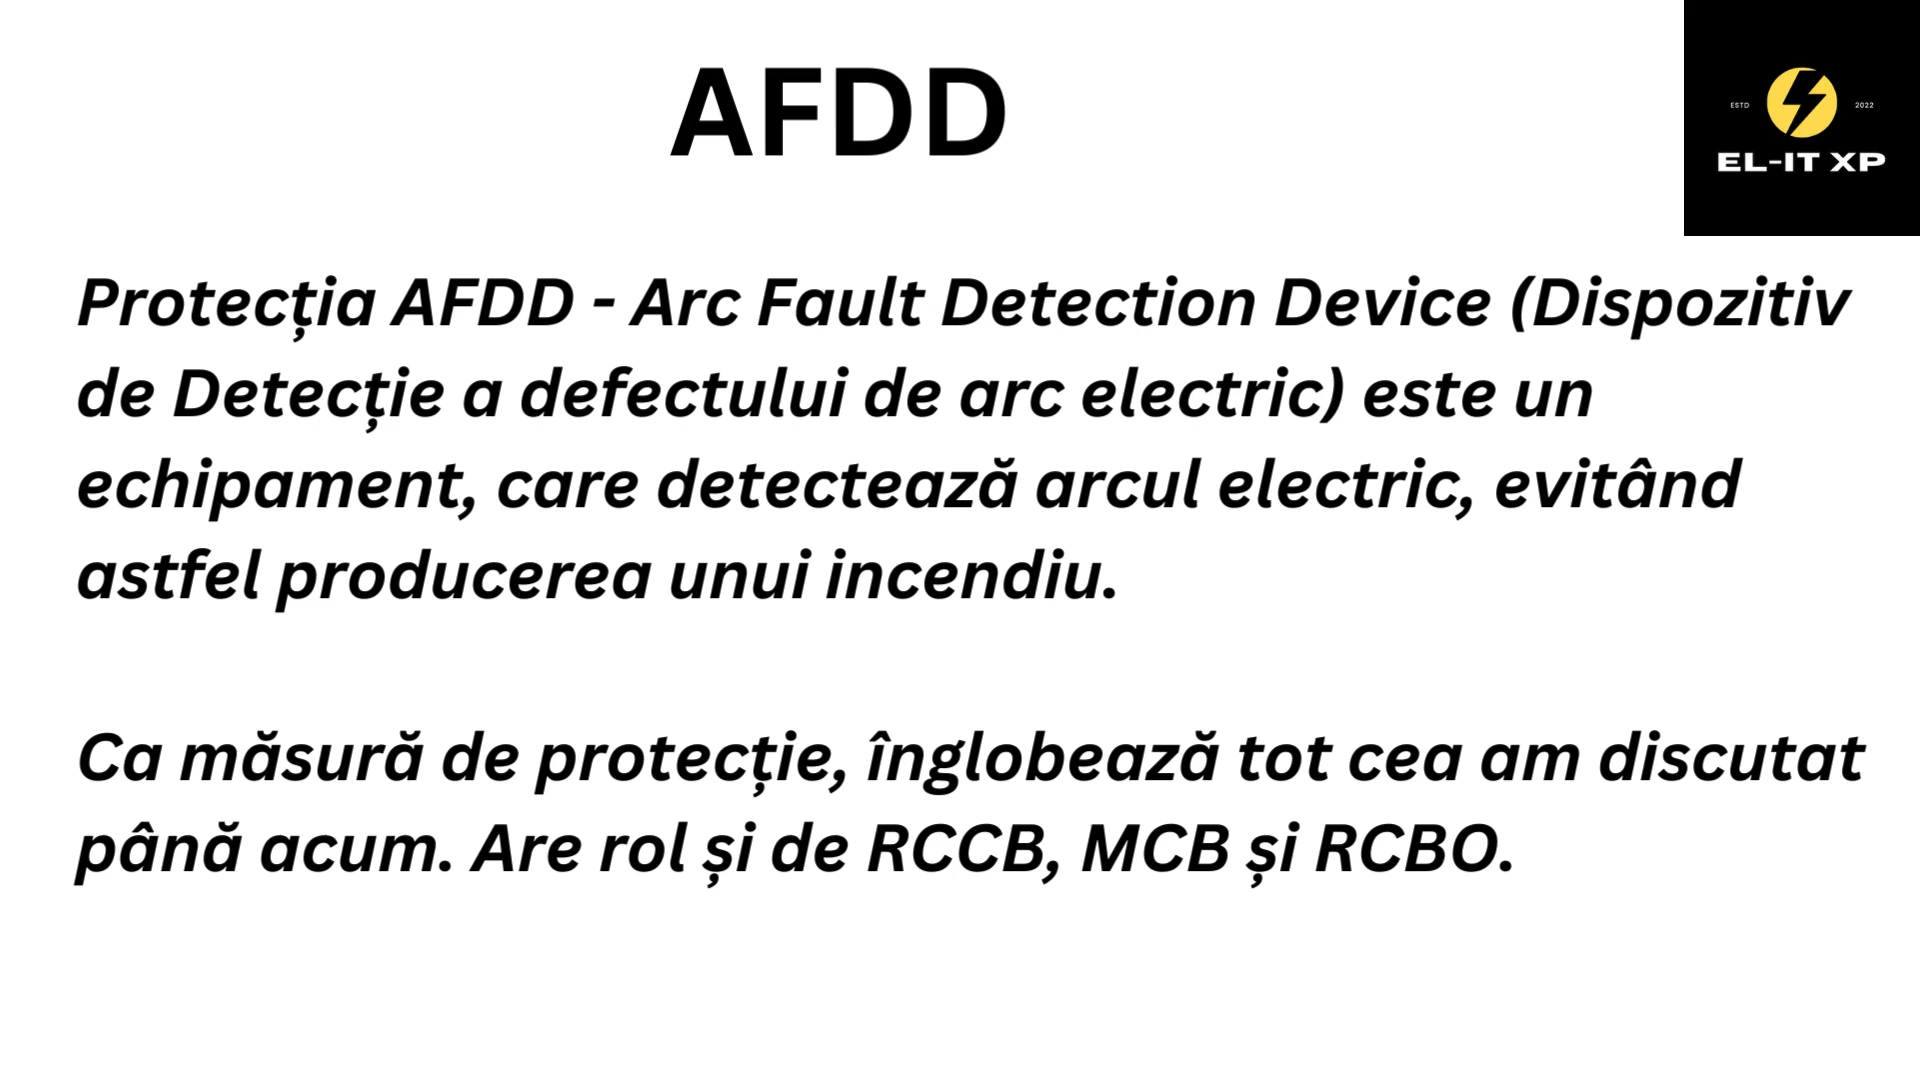 AFDD
ESTD
2022
EL-IT XP
Protecția AFDD - Arc Fault Detection Device (Dispozitiv
de Detecție a defectului de arc electric) este un
echipament, care detectează arcul electric, evitând
astfel producerea unui incendiu.
Ca măsură de protecție, înglobează tot cea am discutat
până acum. Are rol și de RCCB, MCB și RCBO.